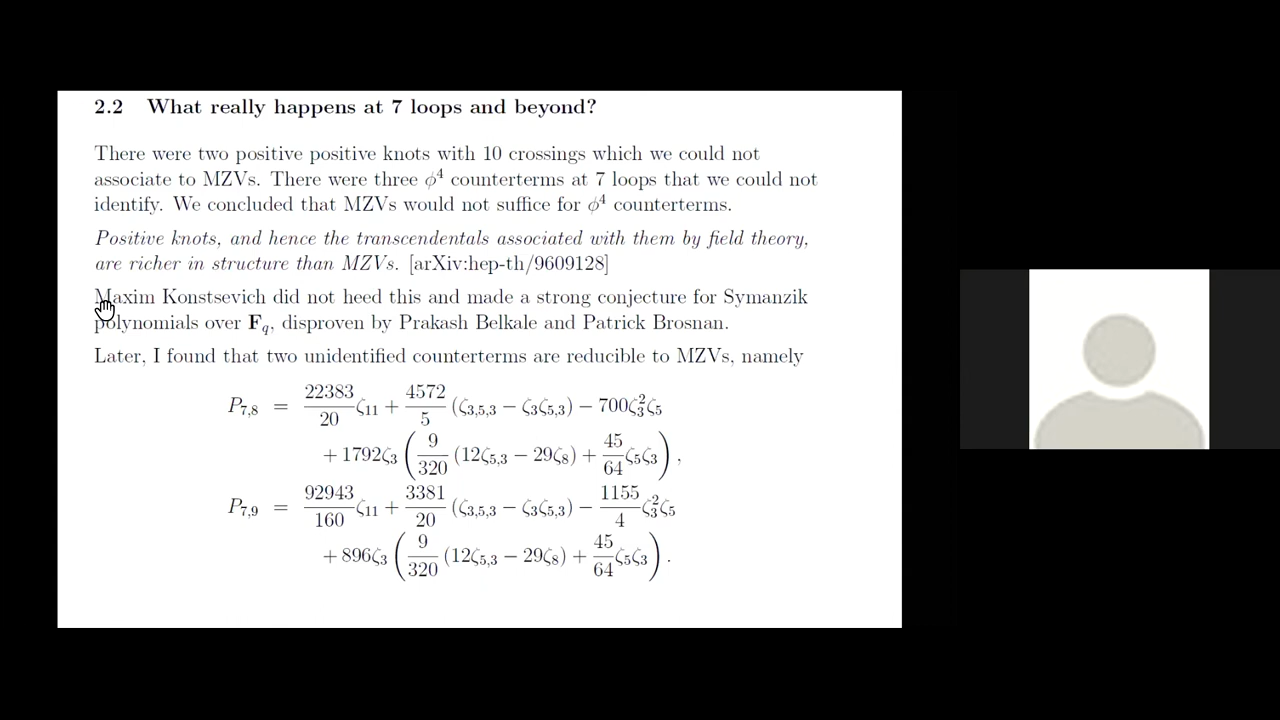 2.2 What really happens at 7 loops and beyond?
There were two positive positive knots with 10 crossings which we could not
associate to MZVs. There were three ϕ⁴ counterterms at 7 loops that we could not
identify. We concluded that MZVs would not suffice for ϕ⁴ counterterms.
Positive knots, and hence the transcendentals associated with them by field theory,
are richer in structure than MZVs. [arXiv:hep-th/9609128]
Maxim Konstsevich did not heed this and made a strong conjecture for Symanzik
polynomials over F_q, disproven by Prakash Belkale and Patrick Brosnan.
Later, I found that two unidentified counterterms are reducible to MZVs, namely
P_{7,8} = 22383/20 ζ_{11} + 4572/5 (ζ_{3,5,3} − ζ_3ζ_{5,3}) − 700ζ_3^2ζ_5
+ 1792ζ_3 (9/320 (12ζ_{5,3} − 29ζ_8) + 45/64 ζ_5ζ_3),
P_{7,9} = 92943/160 ζ_{11} + 3381/20 (ζ_{3,5,3} − ζ_3ζ_{5,3}) − 1155/4 ζ_3^2ζ_5
+ 896ζ_3 (9/320 (12ζ_{5,3} − 29ζ_8) + 45/64 ζ_5ζ_3).